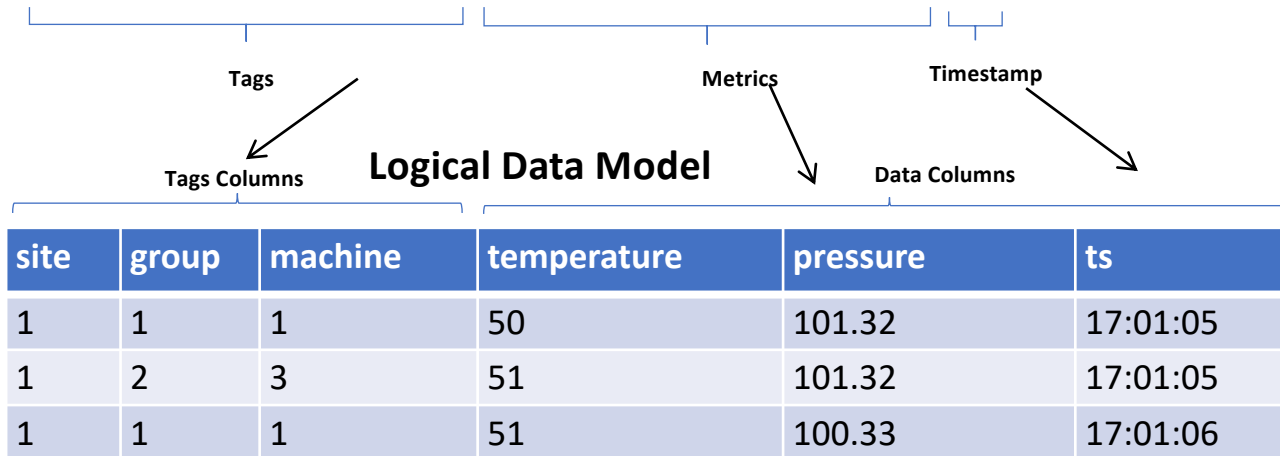 Tags Metrics Timestamp
Logical Data Model
Tags Columns Data Columns
site group machine temperature pressure ts
1 1 1 50 101.32 17:01:05
1 2 3 51 101.32 17:01:05
1 1 1 51 100.33 17:01:06